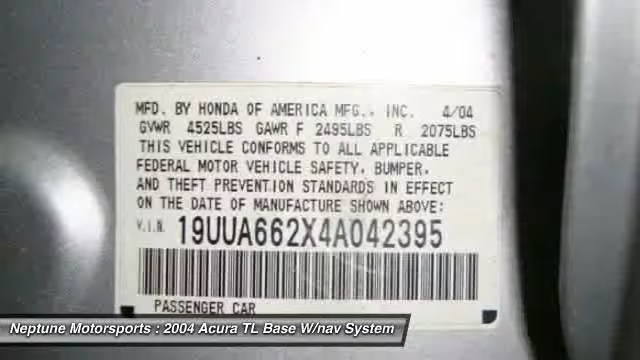 MFD. BY HONDA OF AMERICA MFG., INC. 4/04
GVWR 4525LBS GAWR F 2495LBS R 2075LBS
THIS VEHICLE CONFORMS TO ALL APPLICABLE
FEDERAL MOTOR VEHICLE SAFETY, BUMPER,
AND THEFT PREVENTION STANDARDS IN EFFECT
ON THE DATE OF MANUFACTURE SHOWN ABOVE:
V.I.N. 19UUA662X4A042395
PASSENGER CAR
Neptune Motorsports : 2004 Acura TL Base W/nav System